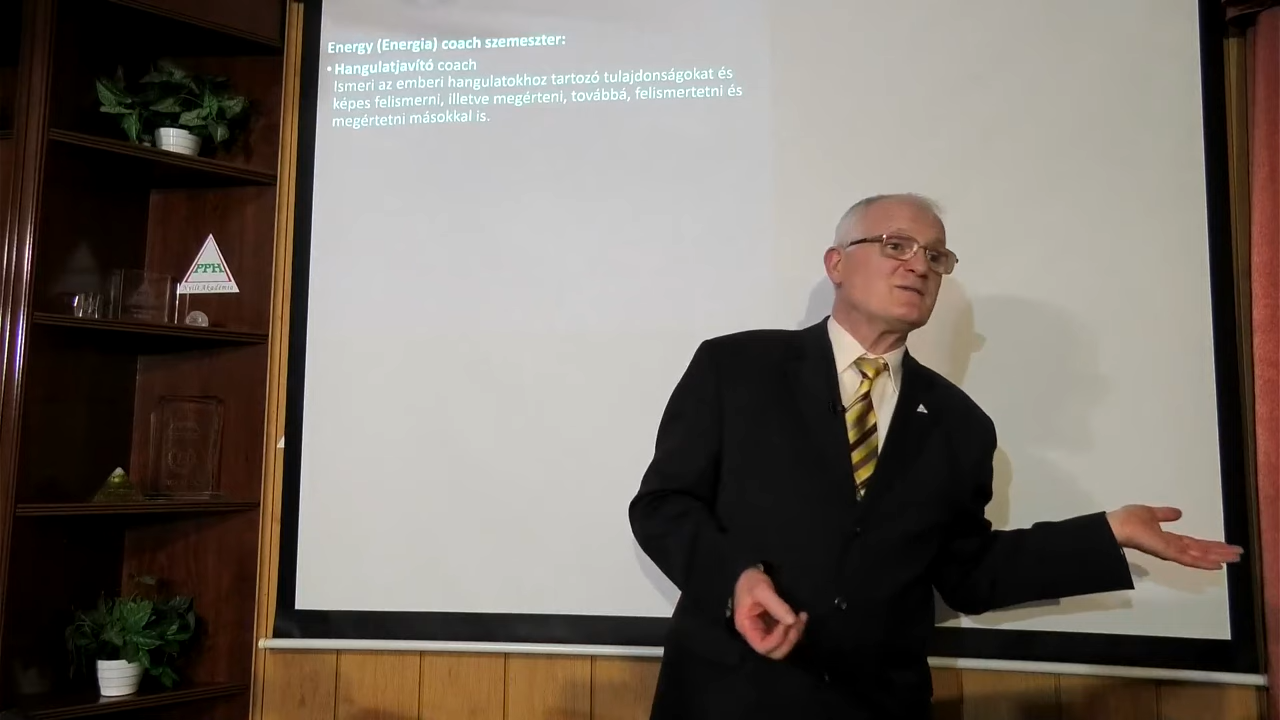 Energy (Energia) coach szemeszter:
• Hangulatjavító coach
Ismeri az emberi hangulatokhoz tartozó tulajdonságokat és
képes felismerni, illetve megérteni, továbbá, felismertetni és
megértetni másokkal is.
PPH
Nyílt Akadémia